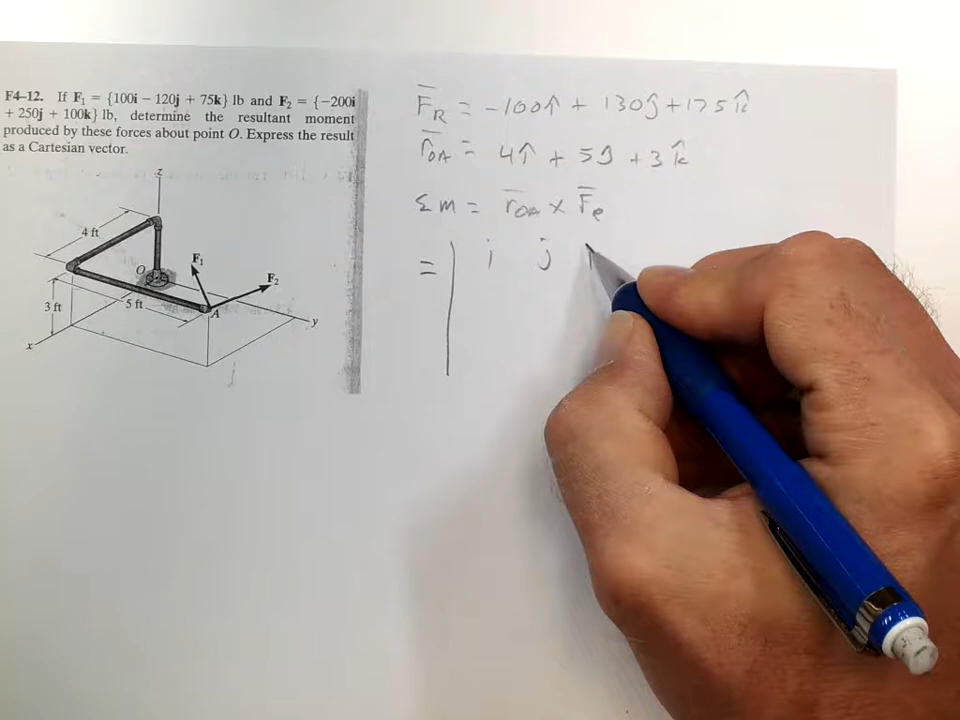 F4–12. If F₁ = {100i − 120j + 75k} lb and F₂ = {−200i
+ 250j + 100k} lb, determine the resultant moment
produced by these forces about point O. Express the result
as a Cartesian vector.
z
4 ft
O
F₁
F₂
3 ft
5 ft
A
y
x
F̅R = -100î + 130ĵ + 175k̂
r̅OA = 4î + 5ĵ + 3k̂
ΣM = r̅OA × F̅R
= | i j